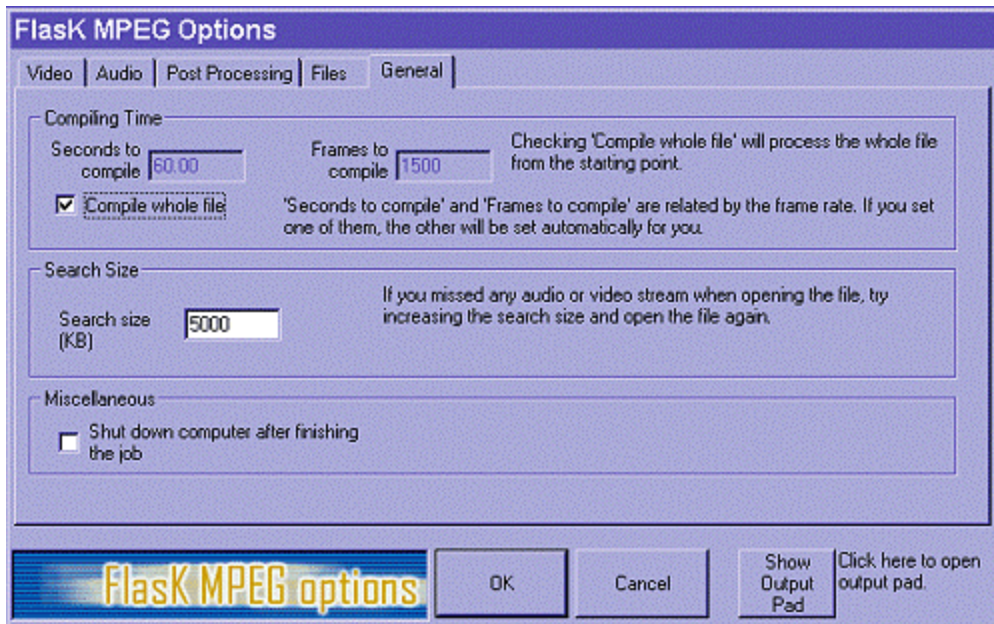 FlasK MPEG Options
Video
Audio
Post Processing
Files
General
Compiling Time
Seconds to
compile
60.00
Frames to
compile
1500
Checking 'Compile whole file' will process the whole file
from the starting point.
Compile whole file
'Seconds to compile' and 'Frames to compile' are related by the frame rate. If you set
one of them, the other will be set automatically for you.
Search Size
Search size
(KB)
5000
If you missed any audio or video stream when opening the file, try
increasing the search size and open the file again.
Miscellaneous
Shut down computer after finishing
the job
FlasK MPEG options
OK
Cancel
Show
Output
Pad
Click here to open
output pad.